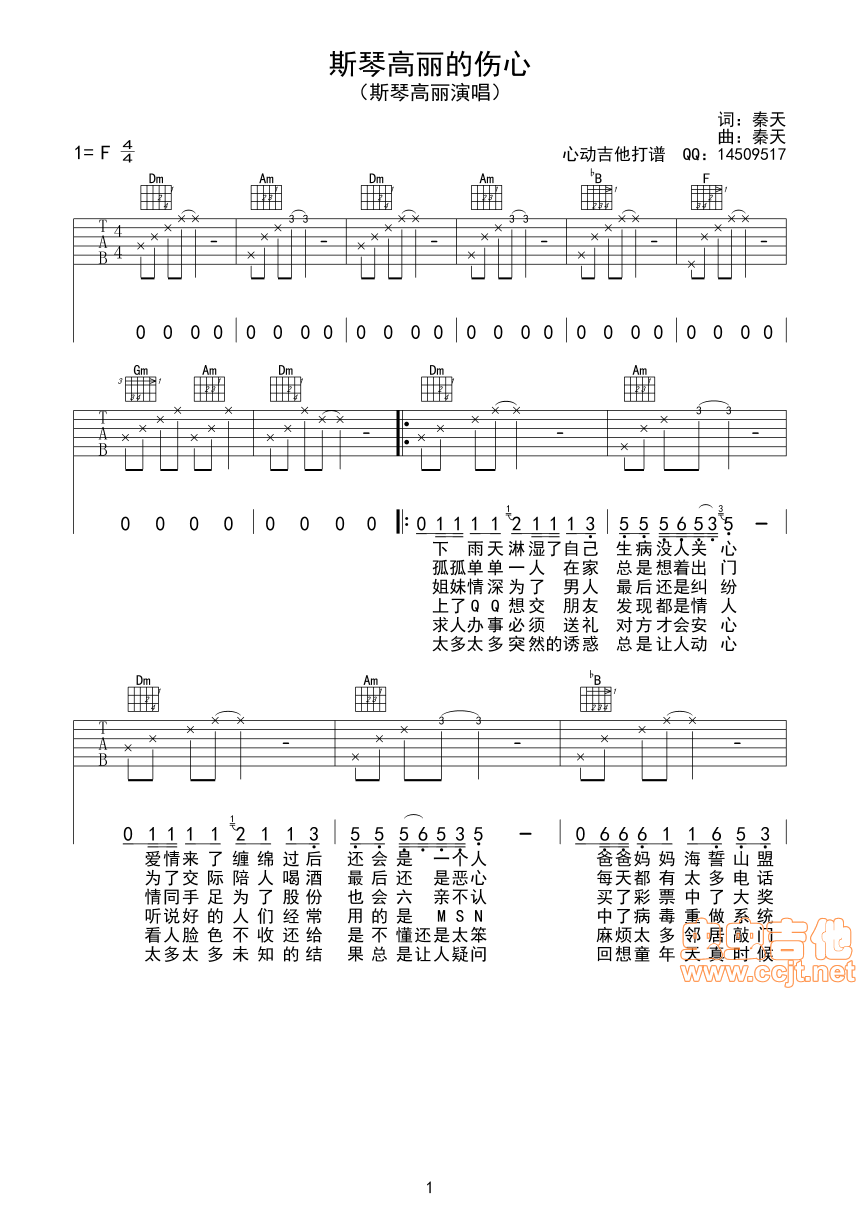 斯琴高丽的伤心
（斯琴高丽演唱）
词：秦天
曲：秦天
1= F 4/4
心动吉他打谱 QQ：14509517
Dm Am Dm Am ♭B F
T A B 4 4
3 3 3 3
0 0 0 0 0 0 0 0 0 0 0 0 0 0 0 0 0 0 0 0 0 0 0 0
Gm Am Dm Dm Am
T A B
3 3
0 0 0 0 0 0 0 0 0 1 1 1 1 2 1 1 1 3 5 5 5 6 5 3 5 —
下 雨天淋湿了自己 生病没人关 心
孤孤单单一人 在家 总是想着出 门
姐妹情深为了 男人 最后还是纠 纷
上了QQ想交 朋友 发现都是情 人
求人办事必须 送礼 对方才会安 心
太多太多突然的诱惑 总是让人动 心
Dm Am ♭B
T A B
3 3
0 1 1 1 1 2 1 1 3 5 5 5 6 5 3 5 — 0 6 6 6 1 1 6 5 3
爱情来了缠绵过后 还会是一个人 爸爸妈妈海誓山盟
为了交际陪人喝酒 最后还 是恶心 每天都有太多电话
情同手足为了股份 也会六 亲不认 买了彩票中了大奖
听说好的人们经常 用的是 MSN 中了病毒重做系统
看人脸色不收还给 是不懂还是太笨 麻烦太多邻居敲门
太多太多未知的结 果总是让人疑问 回想童年天真时候
www.ccjt.net
1